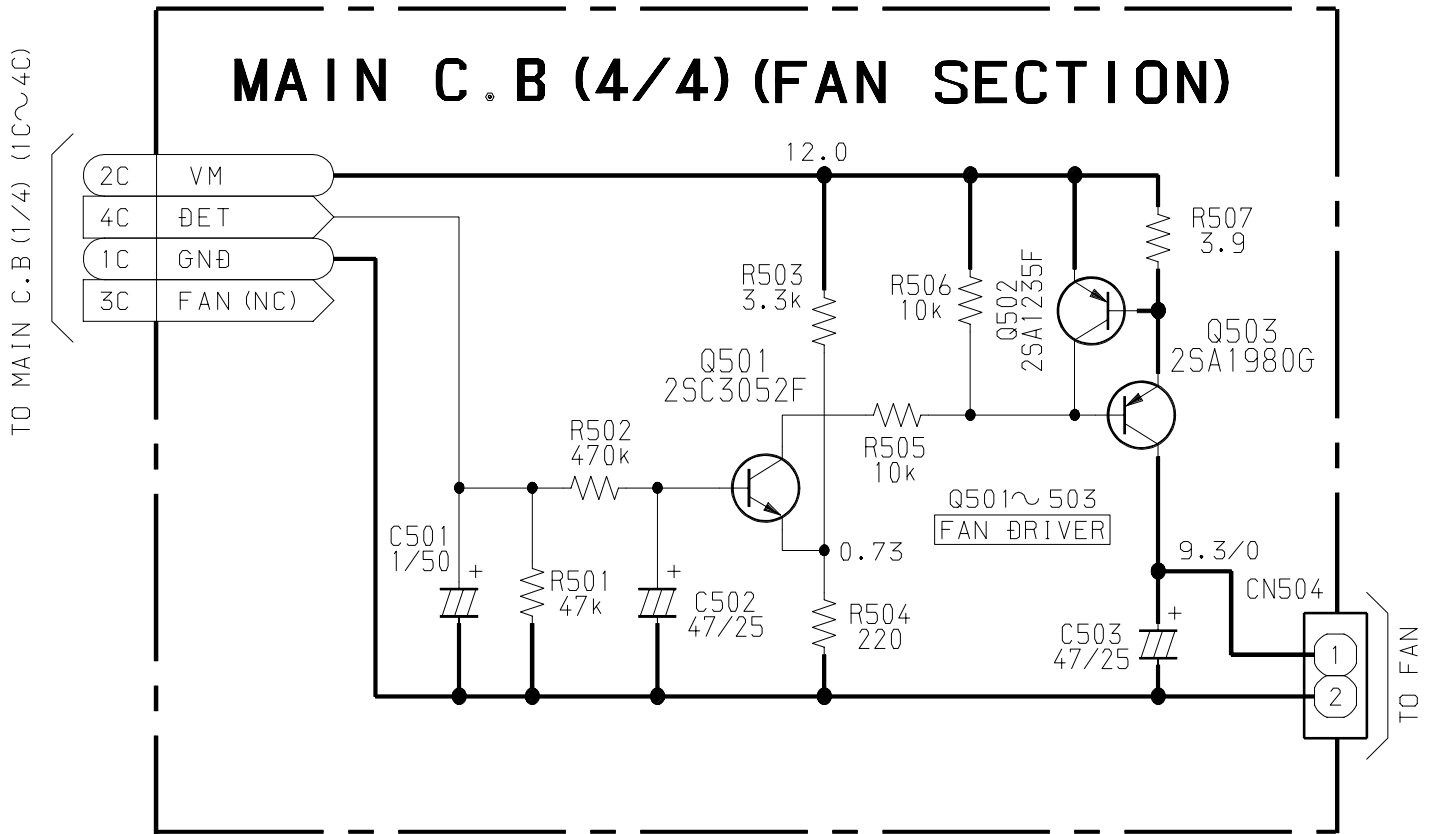 MAIN C.B (4/4) (FAN SECTION)
TO MAIN C.B (1/4) (1C～4C)
2C VM
4C DET
1C GND
3C FAN (NC)
12.0
R507
3.9
R503
3.3k
R506
10k
Q502
2SA1235F
Q503
2SA1980G
Q501
2SC3052F
R502
470k
R505
10k
Q501～503
FAN DRIVER
C501
1/50
+
R501
47k
+
C502
47/25
0.73
R504
220
9.3/0
CN504
+
C503
47/25
1
2
TO FAN